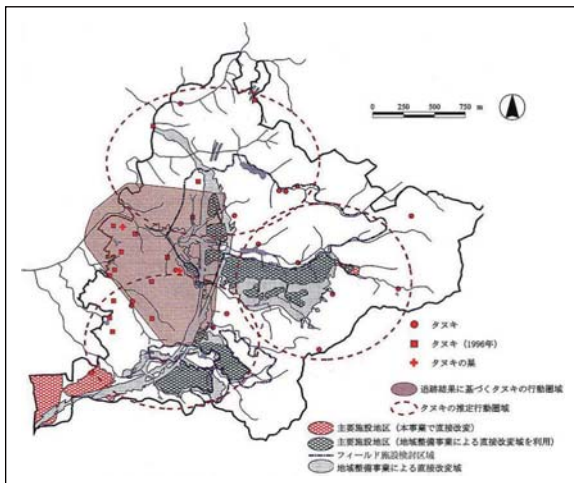 0 250 500 750 m
タヌキ
タヌキ（1996年）
タヌキの巣
追跡結果に基づくタヌキの行動圏域
タヌキの推定行動圏域
主要施設地区（本事業で直接改変）
主要施設地区（地域整備事業による直接改変域を利用）
フィールド施設検討区域
地域整備事業による直接改変域